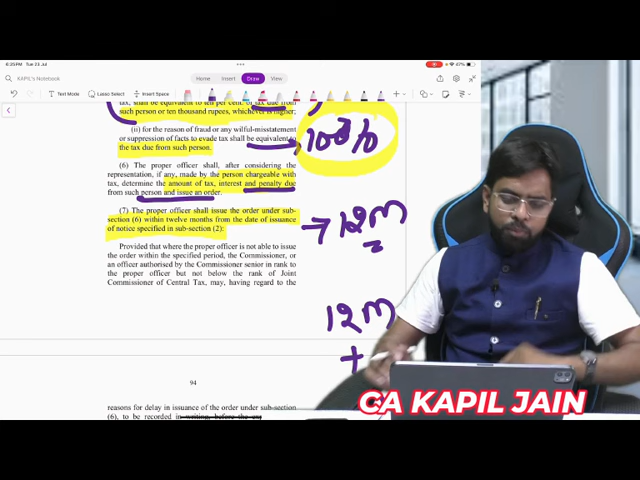 6:35 PM Tue 23 Jul
47%
KAPIL's Notebook
Home Insert Draw View
Text Mode Lasso Select Insert Space
tax, shall be equivalent to ten per cent. of tax due from
such person or ten thousand rupees, whichever is higher;
(ii) for the reason of fraud or any wilful-misstatement
or suppression of facts to evade tax shall be equivalent to
the tax due from such person.
100%
(6) The proper officer shall, after considering the
representation, if any, made by the person chargeable with
tax, determine the amount of tax, interest and penalty due
from such person and issue an order.
(7) The proper officer shall issue the order under sub-
section (6) within twelve months from the date of issuance
of notice specified in sub-section (2):
→ 12M
Provided that where the proper officer is not able to issue
the order within the specified period, the Commissioner, or
an officer authorised by the Commissioner senior in rank to
the proper officer but not below the rank of Joint
Commissioner of Central Tax, may, having regard to the
12M
+
94
reasons for delay in issuance of the order under sub-section
(6), to be recorded in writing, before the
CA KAPIL JAIN